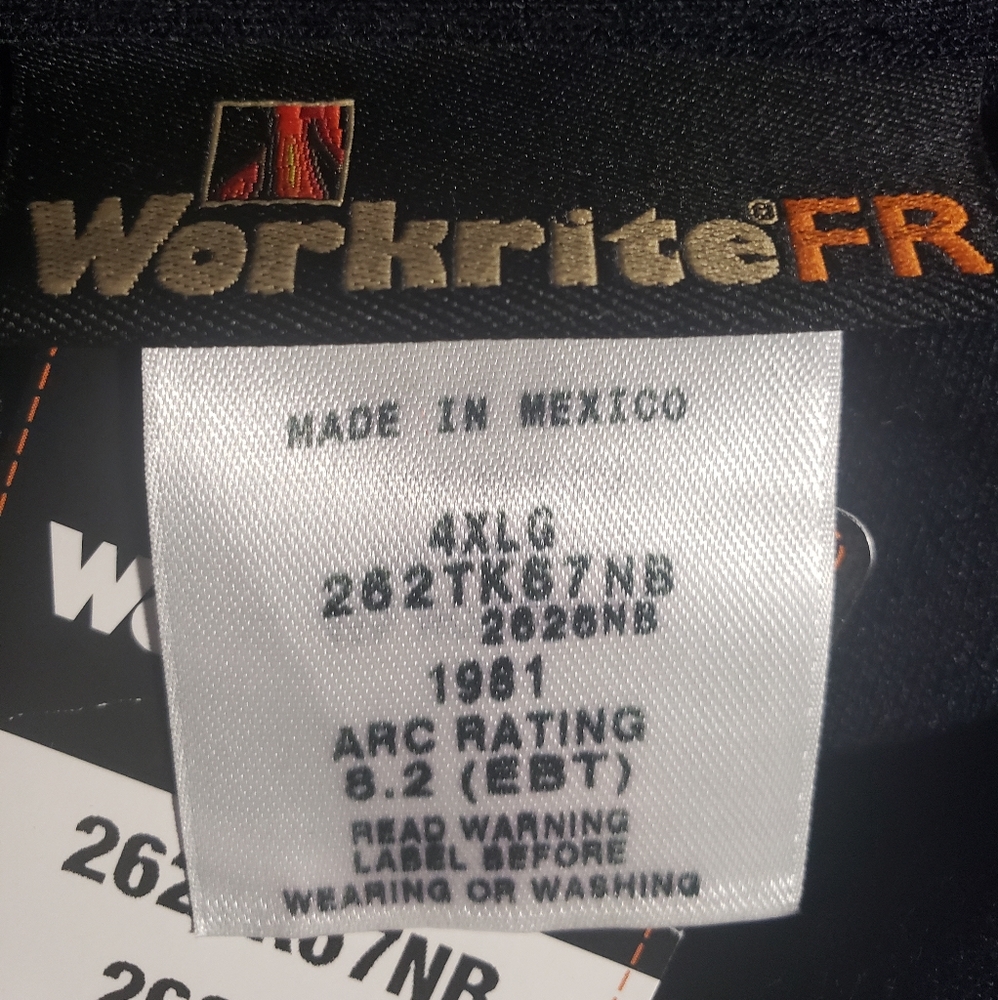 Workrite®FR
MADE IN MEXICO
4XLG
262TK67NB
2626NB
1981
ARC RATING
8.2 (EBT)
READ WARNING
LABEL BEFORE
WEARING OR WASHING